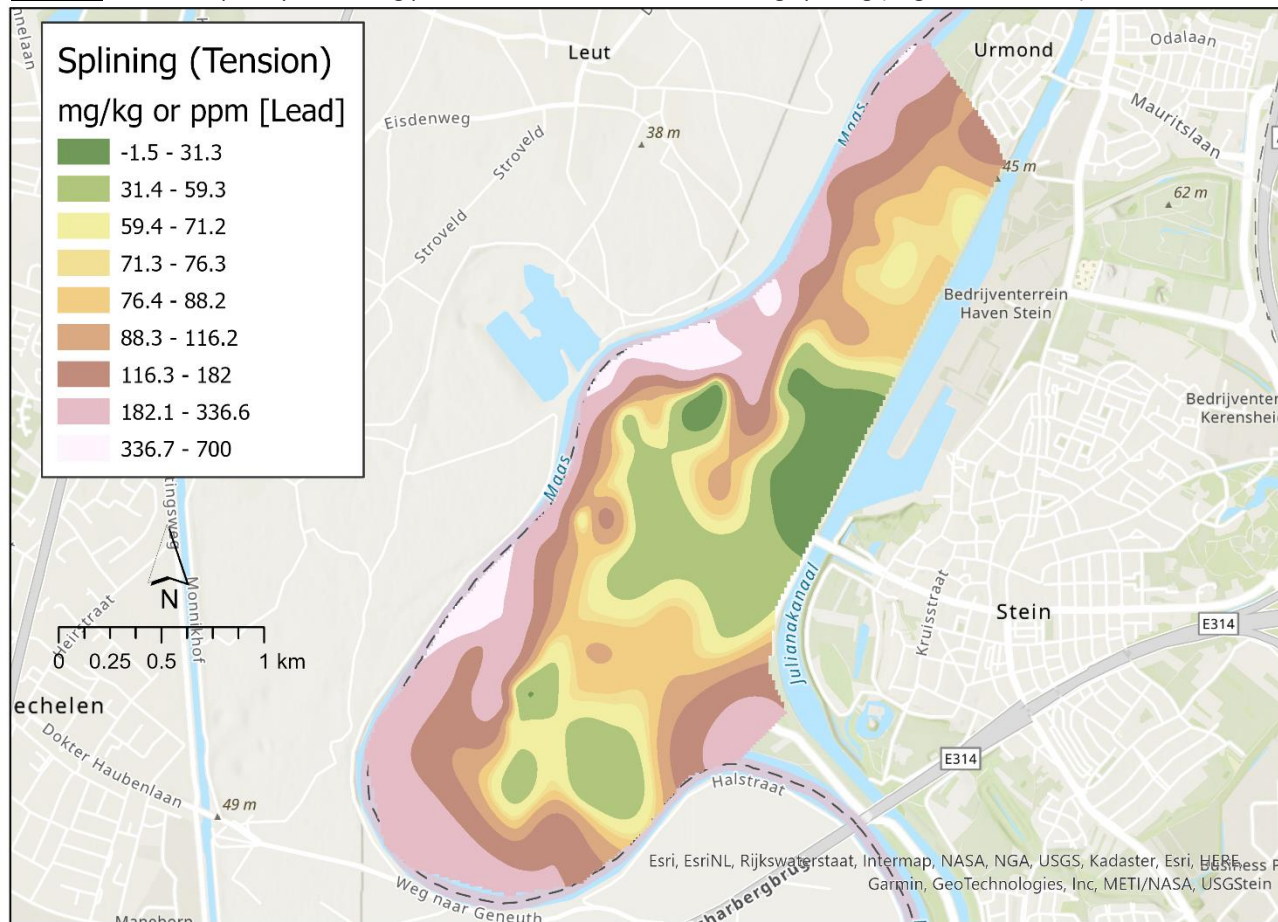 Splining (Tension)
mg/kg or ppm [Lead]
-1.5 - 31.3
31.4 - 59.3
59.4 - 71.2
71.3 - 76.3
76.4 - 88.2
88.3 - 116.2
116.3 - 182
182.1 - 336.6
336.7 - 700
Leut
Eisdenweg
Stroveld
Stroveld
38 m
Maas
Urmond
Odalaan
Mauritslaan
45 m
62 m
Bedrijventerrein
Haven Stein
Maas
Julianakanaal
Kruisstraat
Stein
E314
E314
Monnikhof
Heirstraat
N
0 0.25 0.5 1 km
echelen
Dokter Haubenlaan
49 m
Halstraat
Weg naar Geneuth
harbergbrug
Esri, EsriNL, Rijkswaterstaat, Intermap, NASA, NGA, USGS, Kadaster, Esri, HERE,
Garmin, GeoTechnologies, Inc, METI/NASA, USGS
Stein